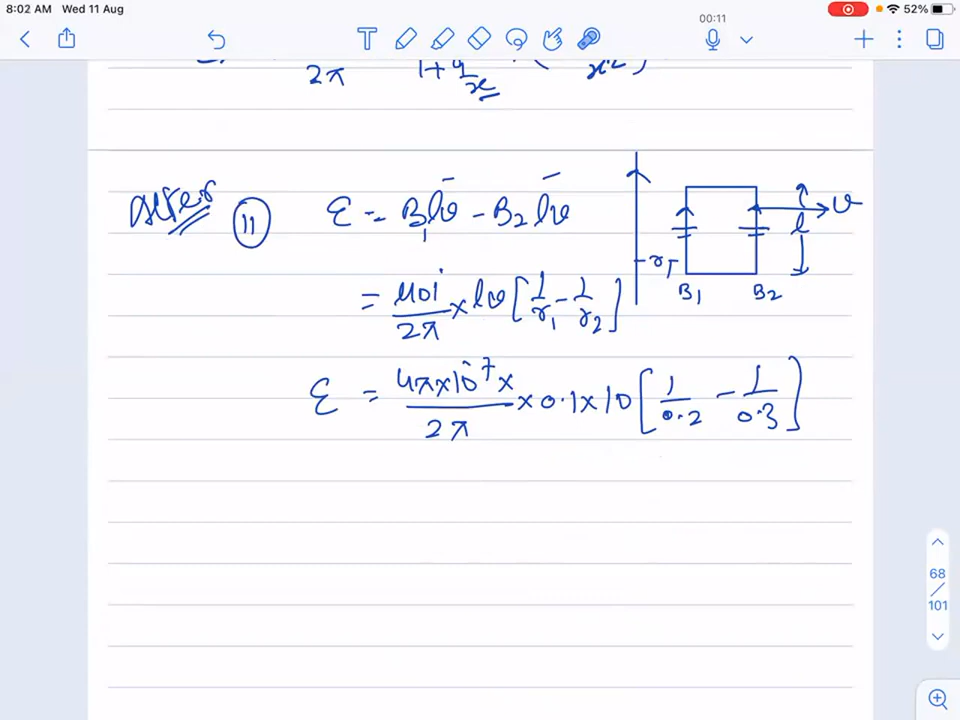 8:02 AM Wed 11 Aug
52%
00:11
T
2π 1+a/x
Alter (11) ε = B₁lv - B₂lv
v
l
r₁
B₁ B₂
= μ0i/2π × lv [1/r₁ - 1/r₂]
ε = 4π×10⁻⁷×/2π × 0.1×10 [1/0.2 - 1/0.3]
68
/
101